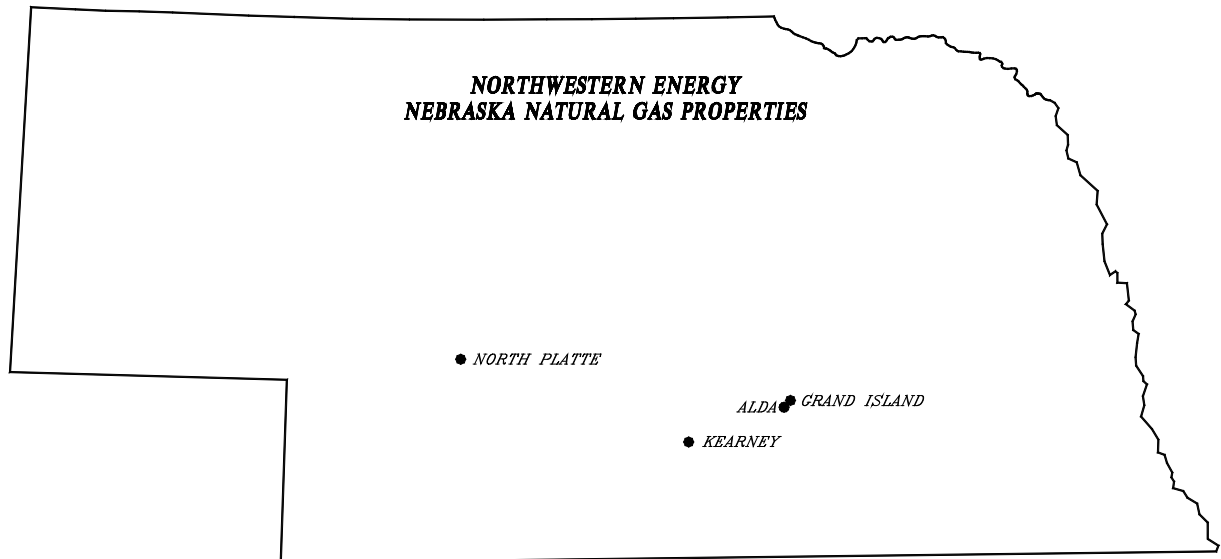 NORTHWESTERN ENERGY
NEBRASKA NATURAL GAS PROPERTIES
NORTH PLATTE
GRAND ISLAND
ALDA
KEARNEY